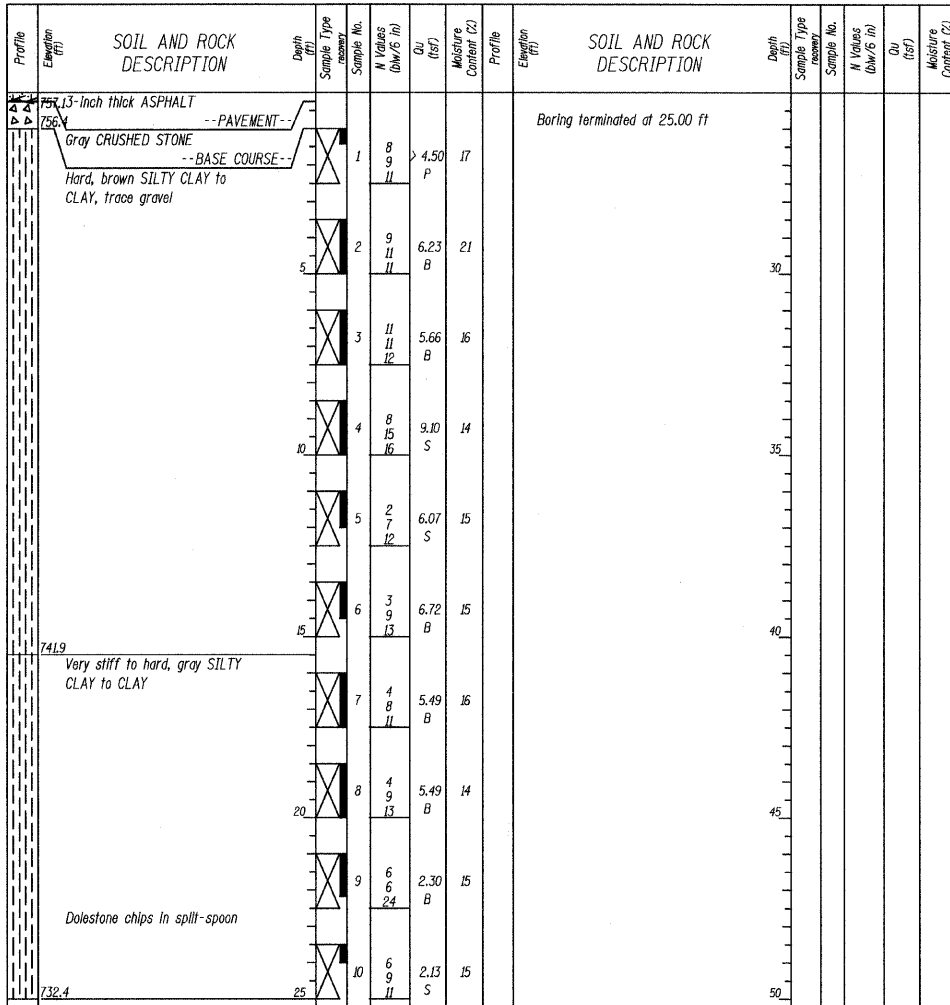 Profile
Elevation (ft)
SOIL AND ROCK DESCRIPTION
Depth (ft)
Sample Type
recovery
Sample No.
N Values (blw/6 in)
Qu (tsf)
Moisture Content (%)
Profile
Elevation (ft)
SOIL AND ROCK DESCRIPTION
Depth (ft)
Sample Type
recovery
Sample No.
N Values (blw/6 in)
Qu (tsf)
Moisture Content (%)
757.1 3-inch thick ASPHALT
--PAVEMENT--
756.4
Gray CRUSHED STONE
--BASE COURSE--
Hard, brown SILTY CLAY to
CLAY, trace gravel
1 8 9 11 > 4.50 P 17
2 9 11 11 6.23 B 21
5
3 11 11 12 5.66 B 16
4 8 15 16 9.10 S 14
10
5 2 7 12 6.07 S 15
6 3 9 13 6.72 B 15
15
741.9
Very stiff to hard, gray SILTY
CLAY to CLAY
7 4 8 11 5.49 B 16
8 4 9 13 5.49 B 14
20
9 6 6 24 2.30 B 15
Dolestone chips in split-spoon
10 6 9 11 2.13 S 15
732.4
25
Boring terminated at 25.00 ft
30
35
40
45
50